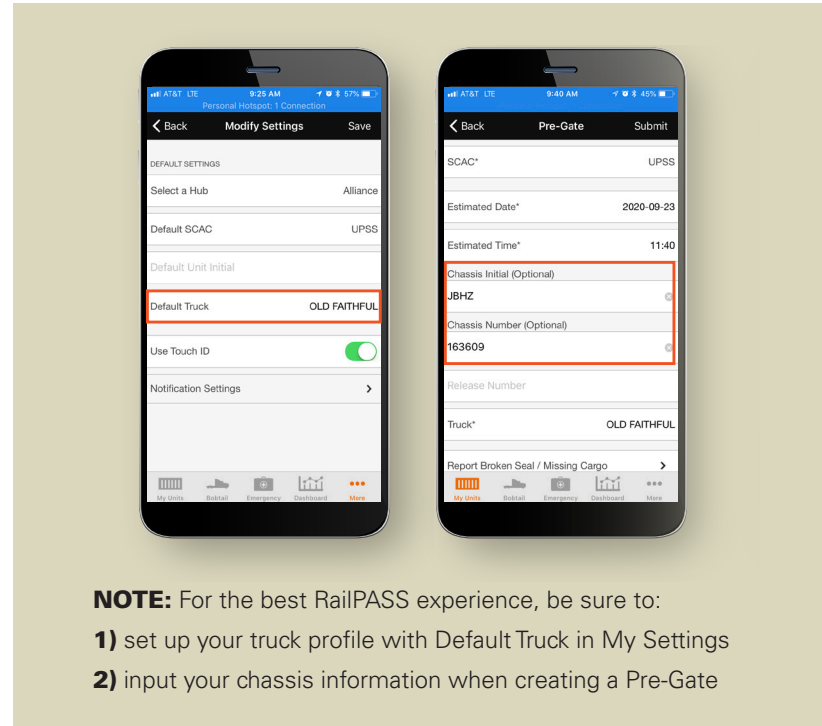 AT&T LTE 9:25 AM 57%
Personal Hotspot: 1 Connection
Back Modify Settings Save
DEFAULT SETTINGS
Select a Hub Alliance
Default SCAC UPSS
Default Unit Initial
Default Truck OLD FAITHFUL
Use Touch ID
Notification Settings
My Units Bobtail Emergency Dashboard More
AT&T LTE 9:40 AM 45%
Back Pre-Gate Submit
SCAC* UPSS
Estimated Date* 2020-09-23
Estimated Time* 11:40
Chassis Initial (Optional)
JBHZ
Chassis Number (Optional)
163609
Release Number
Truck* OLD FAITHFUL
Report Broken Seal / Missing Cargo
My Units Bobtail Emergency Dashboard More
NOTE: For the best RailPASS experience, be sure to:
1) set up your truck profile with Default Truck in My Settings
2) input your chassis information when creating a Pre-Gate